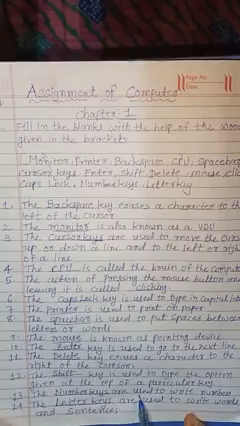 Page No.
Date
Assignment of Computer
Chapter: 1
Fill in the blanks with the help of the word
given in the brackets
Monitor, Printer, Backspace, CPU, Spacebar
Cursor keys, Enter, Shift, Delete, mouse click
Caps Lock, Number keys, Letter key
1. The Backspace key erases a character to the
left of the cursor
2 The monitor is also known as a VDU
3 The Cursor keys are used to move the curs
up or down a line and to the left or right
of a line
4 The CPU is called the brain of the compute
5 The action of pressing the mouse button and
leaving it is called clicking.
6 The Caps Lock key is used to type in capital lett
7 The printer is used to print on paper
8 The spacebar is used to put spaces between
letters or words
9. The mouse is known as pointing device
10 The Enter key is used to go to the next line
11 The Delete key erases a character to the
right of the cursor.
12 The Shift key is used to type the option
given at the top of a particular key
13 The Number keys are used to write number
14 The Letter keys are used to write words
and sentences